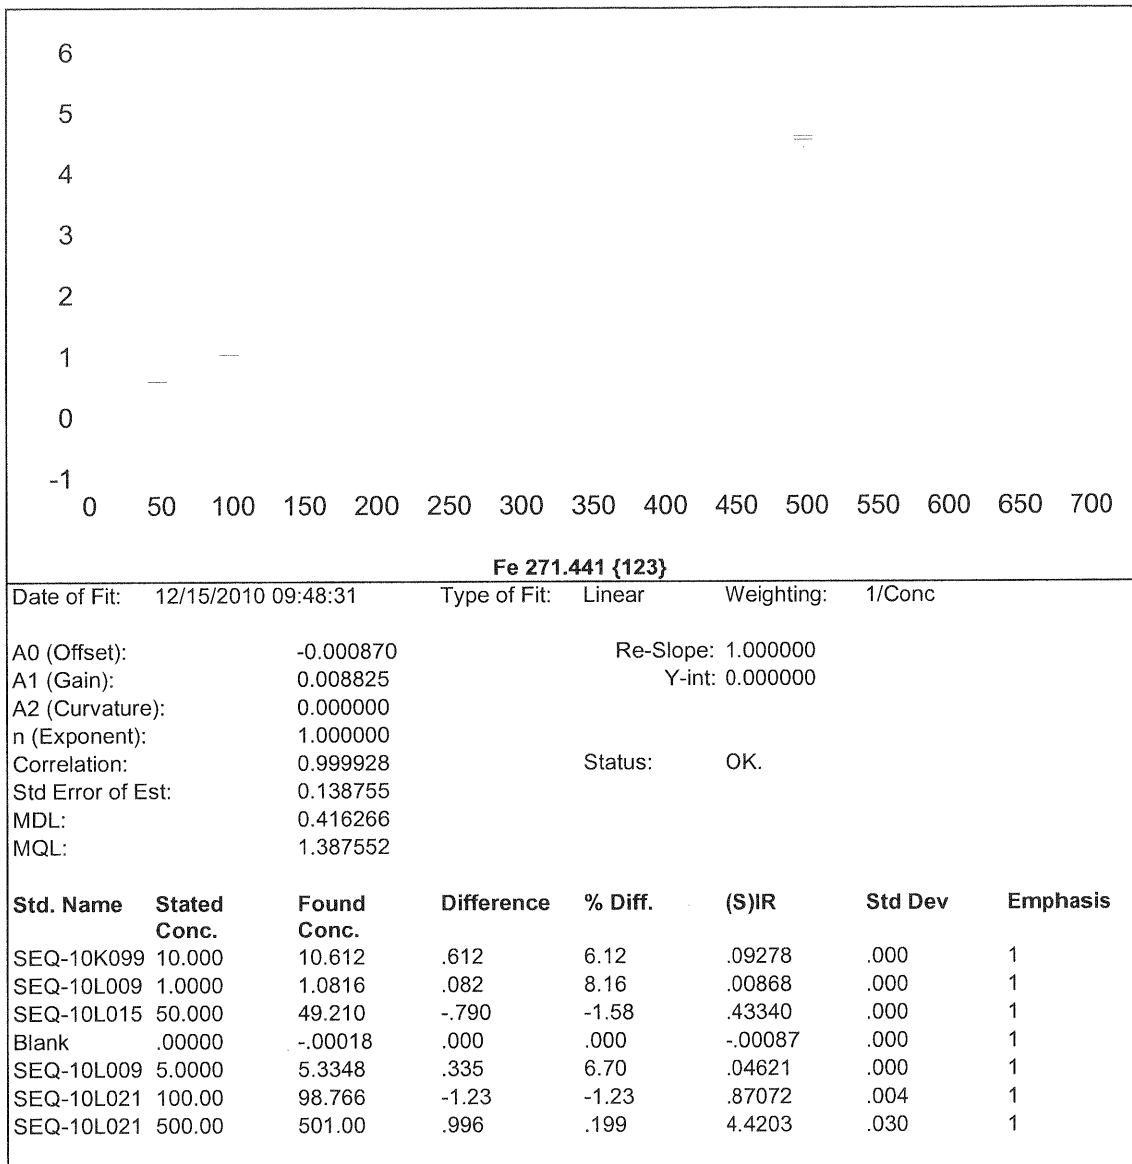 6
5
4
3
2
1
0
-1
0 50 100 150 200 250 300 350 400 450 500 550 600 650 700
Fe 271.441 {123}
Date of Fit: 12/15/2010 09:48:31 Type of Fit: Linear Weighting: 1/Conc
A0 (Offset): -0.000870 Re-Slope: 1.000000
A1 (Gain): 0.008825 Y-int: 0.000000
A2 (Curvature): 0.000000
n (Exponent): 1.000000
Correlation: 0.999928 Status: OK.
Std Error of Est: 0.138755
MDL: 0.416266
MQL: 1.387552
Std. Name Stated Found Difference % Diff. (S)IR Std Dev Emphasis
Conc. Conc.
SEQ-10K099 10.000 10.612 .612 6.12 .09278 .000 1
SEQ-10L009 1.0000 1.0816 .082 8.16 .00868 .000 1
SEQ-10L015 50.000 49.210 -.790 -1.58 .43340 .000 1
Blank .00000 -.00018 .000 .000 -.00087 .000 1
SEQ-10L009 5.0000 5.3348 .335 6.70 .04621 .000 1
SEQ-10L021 100.00 98.766 -1.23 -1.23 .87072 .004 1
SEQ-10L021 500.00 501.00 .996 .199 4.4203 .030 1